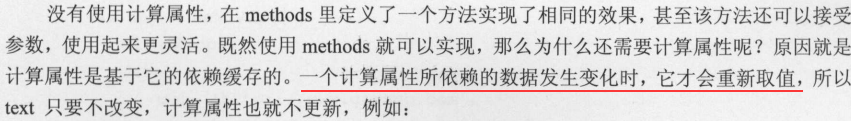 没有使用计算属性，在 methods 里定义了一个方法实现了相同的效果，甚至该方法还可以接受
参数，使用起来更灵活。既然使用 methods 就可以实现，那么为什么还需要计算属性呢？原因就是
计算属性是基于它的依赖缓存的。一个计算属性所依赖的数据发生变化时，它才会重新取值，所以
text 只要不改变，计算属性也就不更新，例如：